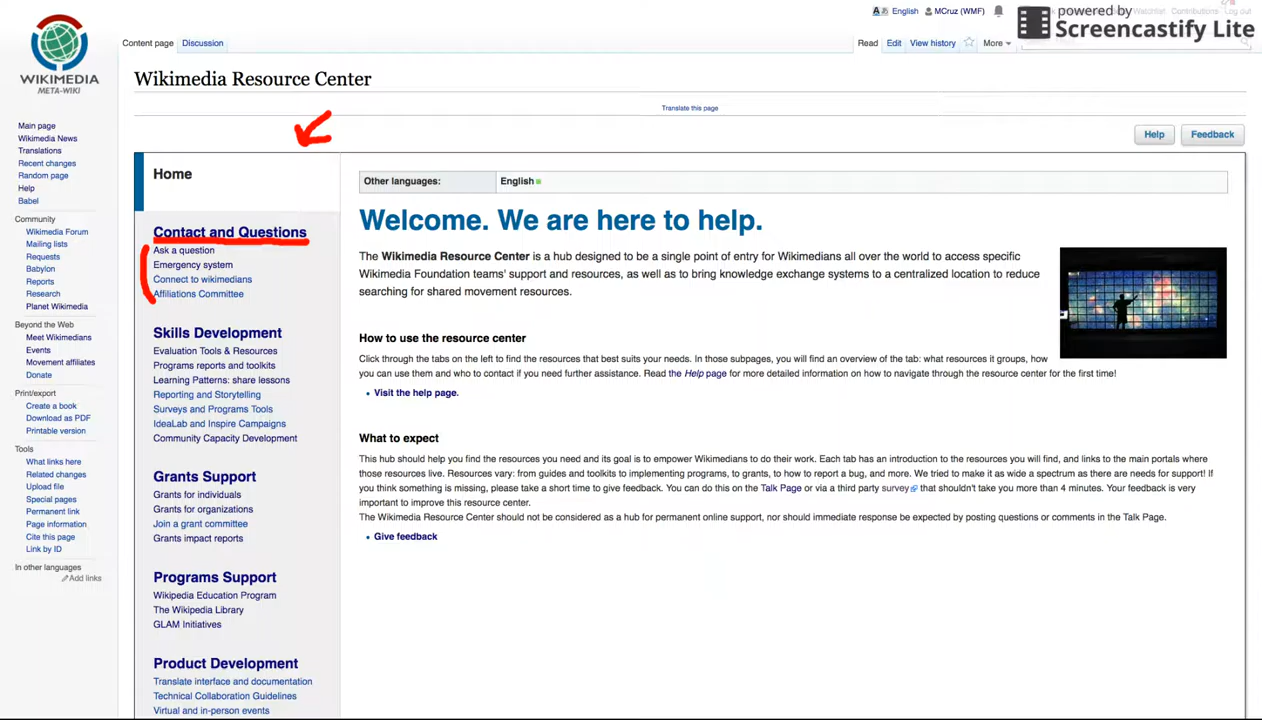 English MCruz (WMF) Watchlist Contributions Log out
powered by
Screencastify Lite
WIKIMEDIA
META-WIKI
Content page Discussion
Read Edit View history More
Wikimedia Resource Center
Translate this page
Help Feedback
Main page
Wikimedia News
Translations
Recent changes
Random page
Help
Babel
Community
Wikimedia Forum
Mailing lists
Requests
Babylon
Reports
Research
Planet Wikimedia
Beyond the Web
Meet Wikimedians
Events
Movement affiliates
Donate
Print/export
Create a book
Download as PDF
Printable version
Tools
What links here
Related changes
Upload file
Special pages
Permanent link
Page information
Cite this page
Link by ID
In other languages
Add links
Home
Contact and Questions
Ask a question
Emergency system
Connect to wikimedians
Affiliations Committee
Skills Development
Evaluation Tools & Resources
Programs reports and toolkits
Learning Patterns: share lessons
Reporting and Storytelling
Surveys and Programs Tools
IdeaLab and Inspire Campaigns
Community Capacity Development
Grants Support
Grants for individuals
Grants for organizations
Join a grant committee
Grants impact reports
Programs Support
Wikipedia Education Program
The Wikipedia Library
GLAM Initiatives
Product Development
Translate interface and documentation
Technical Collaboration Guidelines
Virtual and in-person events
Other languages: English
Welcome. We are here to help.
The Wikimedia Resource Center is a hub designed to be a single point of entry for Wikimedians all over the world to access specific
Wikimedia Foundation teams' support and resources, as well as to bring knowledge exchange systems to a centralized location to reduce
searching for shared movement resources.
How to use the resource center
Click through the tabs on the left to find the resources that best suits your needs. In those subpages, you will find an overview of the tab: what resources it groups, how
you can use them and who to contact if you need further assistance. Read the Help page for more detailed information on how to navigate through the resource center for the first time!
Visit the help page.
What to expect
This hub should help you find the resources you need and its goal is to empower Wikimedians to do their work. Each tab has an introduction to the resources you will find, and links to the main portals where
those resources live. Resources vary: from guides and toolkits to implementing programs, to grants, to how to report a bug, and more. We tried to make it as wide a spectrum as there are needs for support! If
you think something is missing, please take a short time to give feedback. You can do this on the Talk Page or via a third party survey that shouldn't take you more than 4 minutes. Your feedback is very
important to improve this resource center.
The Wikimedia Resource Center should not be considered as a hub for permanent online support, nor should immediate response be expected by posting questions or comments in the Talk Page.
Give feedback